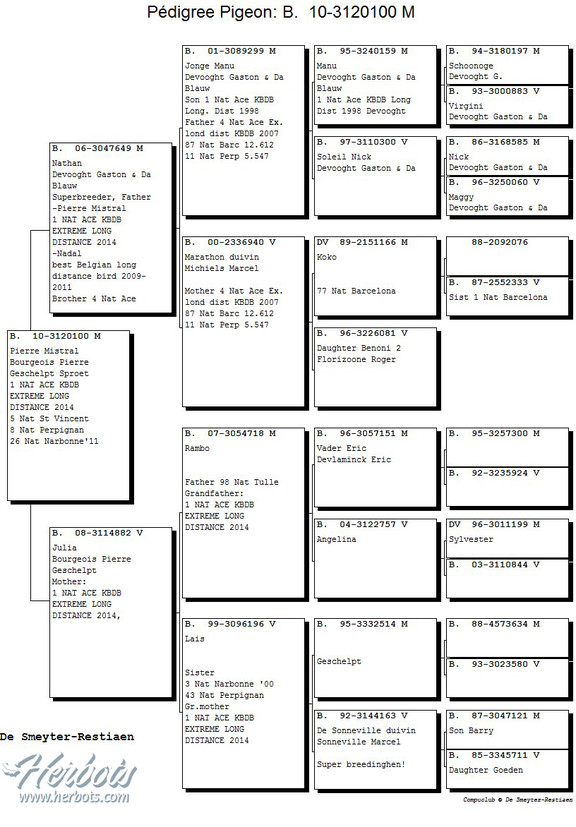 Pédigree Pigeon: B.  10-3120100 M
B.   10-3120100 M
Pierre Mistral
Bourgeois Pierre
Geschelpt Sproet
1 NAT ACE KBDB
EXTREME LONG
DISTANCE 2014
5 Nat St Vincent
8 Nat Perpignan
26 Nat Narbonne'11
B.   06-3047649 M
Nathan
Devooght Gaston & Da
Blauw
Superbreeder, Father
-Pierre Mistral
1 NAT ACE KBDB
EXTREME LONG
DISTANCE 2014
-Nadal
best Belgian long
distance bird 2009-
2011
Brother 4 Nat Ace
B.   08-3114882 V
Julia
Bourgeois Pierre
Geschelpt
Mother:
1 NAT ACE KBDB
EXTREME LONG
DISTANCE 2014,
B.   01-3089299 M
Jonge Manu
Devooght Gaston & Da
Blauw
Son 1 Nat Ace KBDB
Long. Dist 1998
Father 4 Nat Ace Ex.
lond dist KBDB 2007
87 Nat Barc 12.612
11 Nat Perp 5.547
B.   00-2336940 V
Marathon duivin
Michiels Marcel
Mother 4 Nat Ace Ex.
lond dist KBDB 2007
87 Nat Barc 12.612
11 Nat Perp 5.547
B.   07-3054718 M
Rambo
Father 98 Nat Tulle
Grandfather:
1 NAT ACE KBDB
EXTREME LONG
DISTANCE 2014
B.   99-3096196 V
Lais
Sister
3 Nat Narbonne '00
43 Nat Perpignan
Gr.mother
1 NAT ACE KBDB
EXTREME LONG
DISTANCE 2014
B.   95-3240159 M
Manu
Devooght Gaston & Da
Blauw
1 Nat Ace KBDB Long
Dist 1998 Devooght
B.   97-3110300 V
Soleil Nick
Devooght Gaston & Da
DV   89-2151166 M
Koko
77 Nat Barcelona
B.   96-3226081 V
Daughter Benoni 2
Florizoone Roger
B.   96-3057151 M
Vader Eric
Devlaminck Eric
B.   04-3122757 V
Angelina
B.   95-3332514 M
Geschelpt
B.   92-3144163 V
De Sonneville duivin
Sonneville Marcel
Super breedinghen!
B.   94-3180197 M
Schoonoge
Devooght G.
B.   93-3000883 V
Virgini
Devooght Gaston & Da
B.   86-3168585 M
Nick
Devooght Gaston & Da
B.   96-3250060 V
Maggy
Devooght Gaston & Da
88-2092076
B.   87-2552333 V
Sist 1 Nat Barcelona
B.   95-3257300 M
B.   92-3235924 V
DV   96-3011199 M
Sylvester
B.   03-3110844 V
B.   88-4573634 M
B.   93-3023580 V
B.   87-3047121 M
Son Barry
B.   85-3345711 V
Daughter Goeden
De Smeyter-Restiaen
Herbots
www.herbots.com
Compuclub © De Smeyter-Restiaen